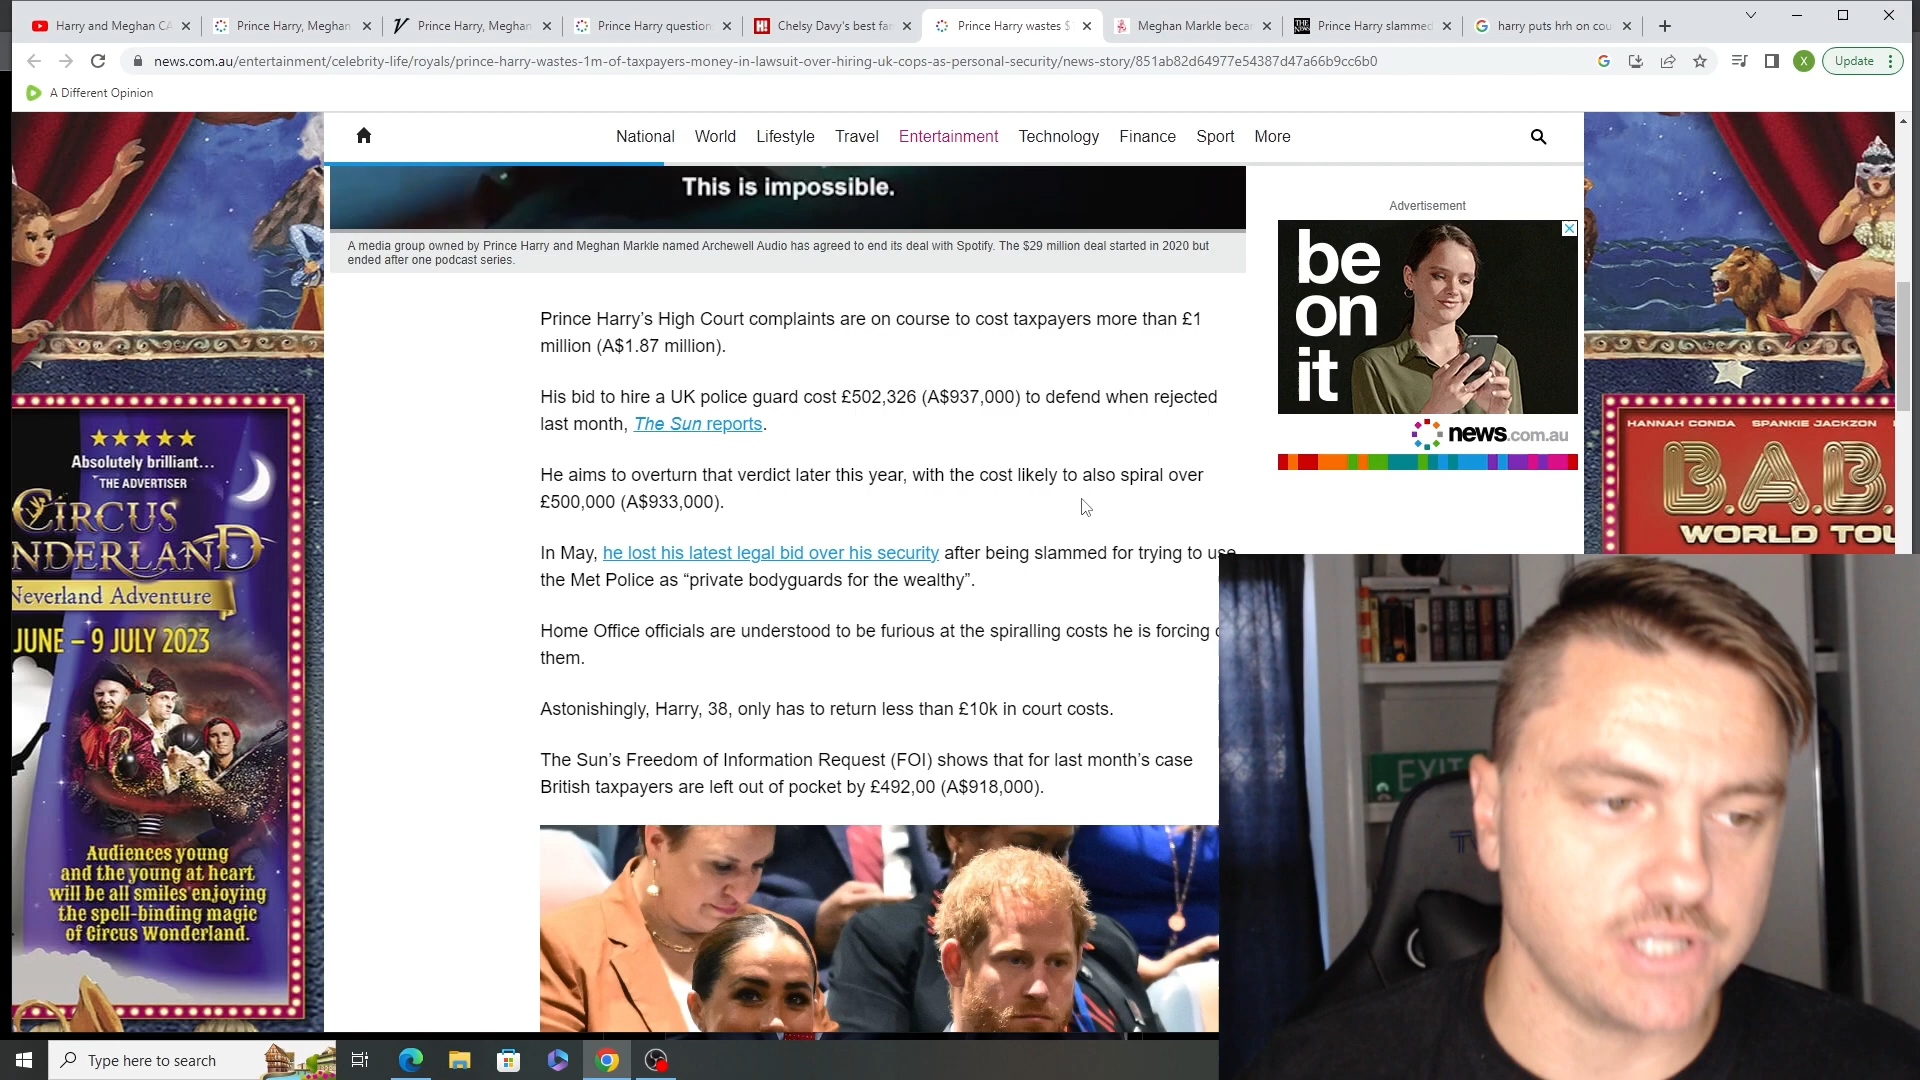 Harry and Meghan CA
Prince Harry, Meghan
Prince Harry, Meghan
Prince Harry question
Chelsy Davy's best fan
Prince Harry wastes $
Meghan Markle becam
Prince Harry slammed
harry puts hrh on cou
news.com.au/entertainment/celebrity-life/royals/prince-harry-wastes-1m-of-taxpayers-money-in-lawsuit-over-hiring-uk-cops-as-personal-security/news-story/851ab82d64977e54387d47a66b9cc6b0
X
Update
A Different Opinion
National World Lifestyle Travel Entertainment Technology Finance Sport More
This is impossible.
A media group owned by Prince Harry and Meghan Markle named Archewell Audio has agreed to end its deal with Spotify. The $29 million deal started in 2020 but
ended after one podcast series.
Prince Harry’s High Court complaints are on course to cost taxpayers more than £1
million (A$1.87 million).
His bid to hire a UK police guard cost £502,326 (A$937,000) to defend when rejected
last month, The Sun reports.
He aims to overturn that verdict later this year, with the cost likely to also spiral over
£500,000 (A$933,000).
In May, he lost his latest legal bid over his security after being slammed for trying to use
the Met Police as “private bodyguards for the wealthy”.
Home Office officials are understood to be furious at the spiralling costs he is forcing
them.
Astonishingly, Harry, 38, only has to return less than £10k in court costs.
The Sun’s Freedom of Information Request (FOI) shows that for last month’s case
British taxpayers are left out of pocket by £492,00 (A$918,000).
Advertisement
be
on
it
news.com.au
HANNAH CONDA SPANKIE JACKZON
B.A.B.
WORLD TOU
Absolutely brilliant...
THE ADVERTISER
CIRCUS
NDERLAND
Neverland Adventure
JUNE – 9 JULY 2023
Audiences young
and the young at heart
will be all smiles enjoying
the spell-binding magic
of Circus Wonderland.
EXIT
Type here to search